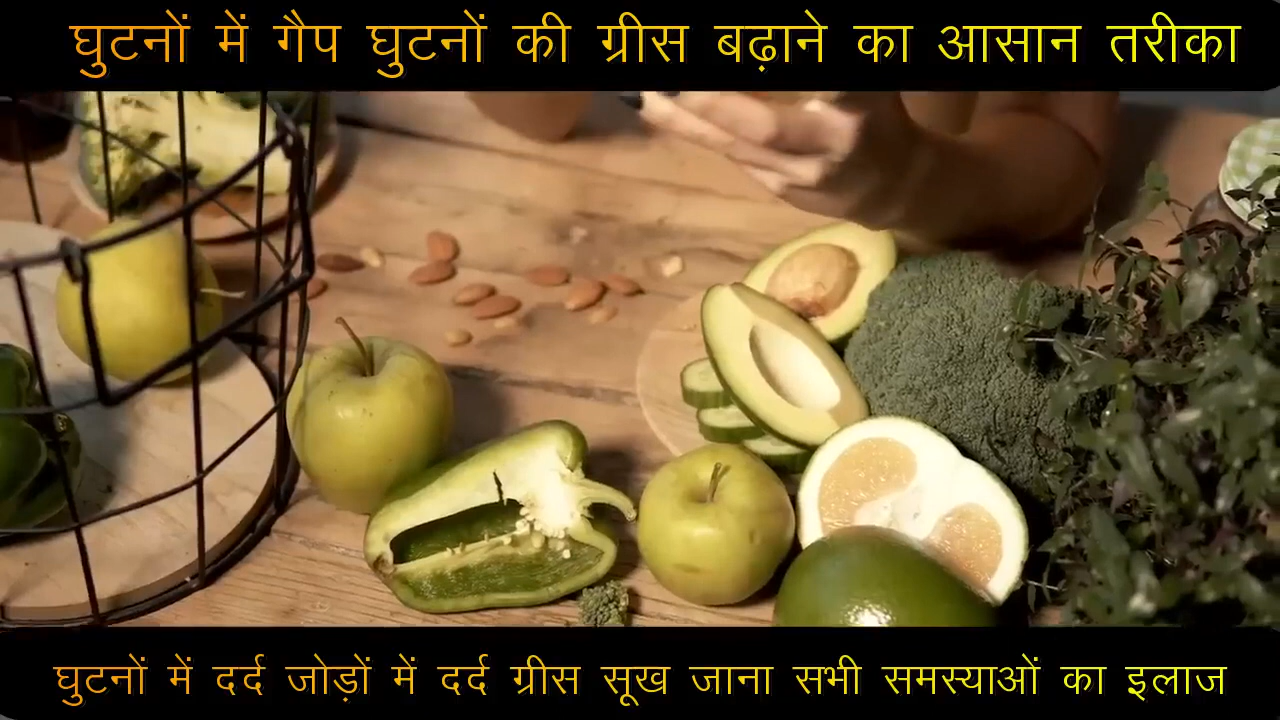 घुटनों में गैप घुटनों की ग्रीस बढ़ाने का आसान तरीका
घुटनों में दर्द जोड़ों में दर्द ग्रीस सूख जाना सभी समस्याओं का इलाज